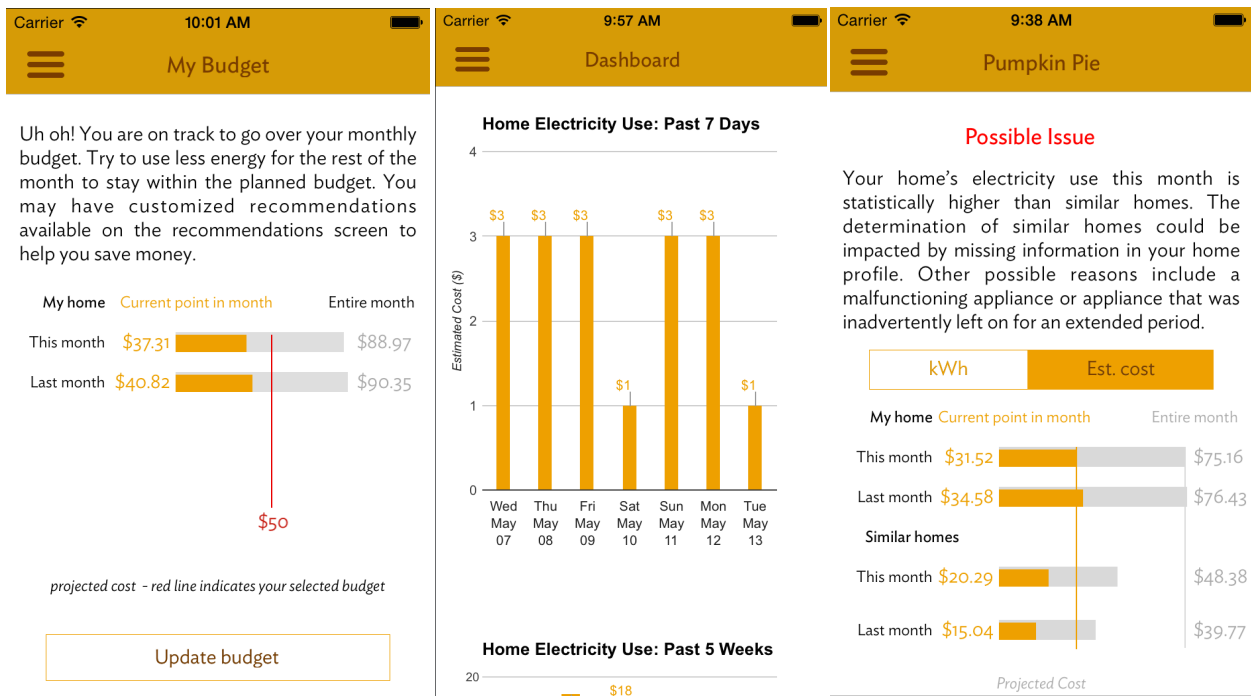 Carrier 10:01 AM
My Budget
Uh oh! You are on track to go over your monthly
budget. Try to use less energy for the rest of the
month to stay within the planned budget. You
may have customized recommendations
available on the recommendations screen to
help you save money.
My home Current point in month Entire month
This month $37.31 $88.97
Last month $40.82 $90.35
$50
projected cost - red line indicates your selected budget
Update budget
Carrier 9:57 AM
Dashboard
Home Electricity Use: Past 7 Days
Estimated Cost ($)
4
3
2
1
0
$3 $3 $3 $1 $3 $3 $1
Wed Thu Fri Sat Sun Mon Tue
May May May May May May May
07 08 09 10 11 12 13
Home Electricity Use: Past 5 Weeks
20
$18
Carrier 9:38 AM
Pumpkin Pie
Possible Issue
Your home's electricity use this month is
statistically higher than similar homes. The
determination of similar homes could be
impacted by missing information in your home
profile. Other possible reasons include a
malfunctioning appliance or appliance that was
inadvertently left on for an extended period.
kWh Est. cost
My home Current point in month Entire month
This month $31.52 $75.16
Last month $34.58 $76.43
Similar homes
This month $20.29 $48.38
Last month $15.04 $39.77
Projected Cost